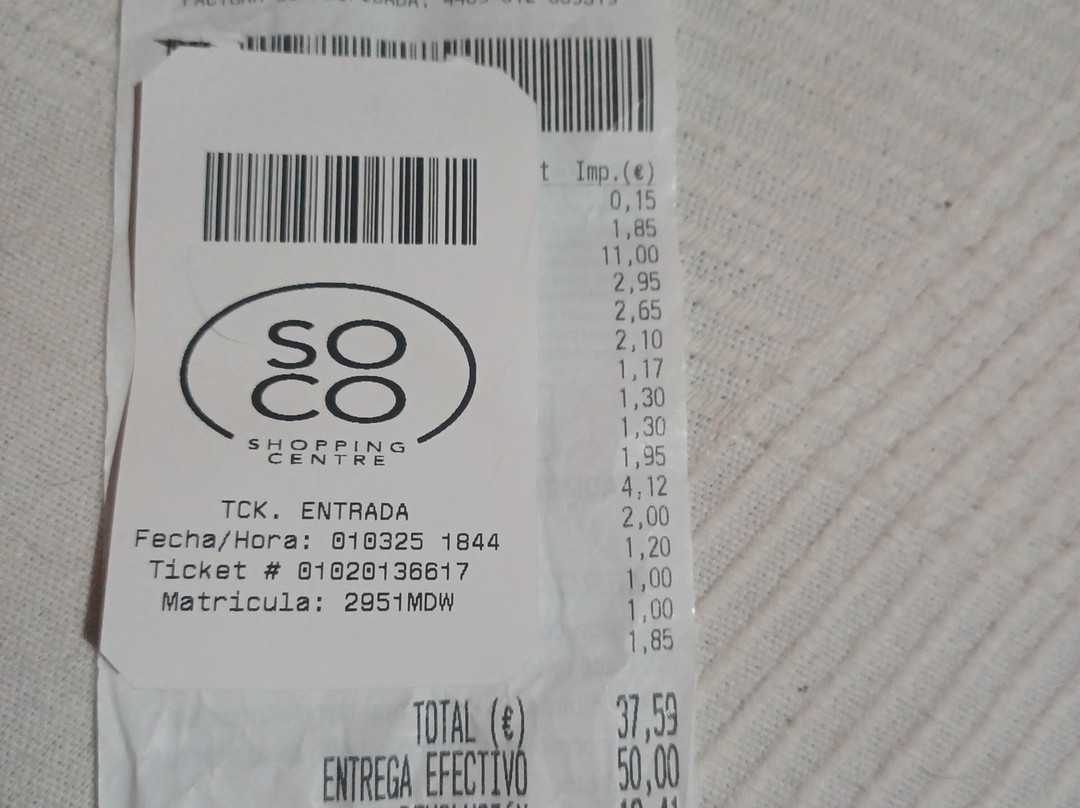 t Imp.(€)
0,15
1,85
11,00
2,95
2,65
2,10
1,17
1,30
1,30
1,95
4,12
2,00
1,20
1,00
1,00
1,85
TOTAL (€) 37,59
ENTREGA EFECTIVO 50,00
SO
CO
SHOPPING
CENTRE
TCK. ENTRADA
Fecha/Hora: 010325 1844
Ticket # 01020136617
Matricula: 2951MDW